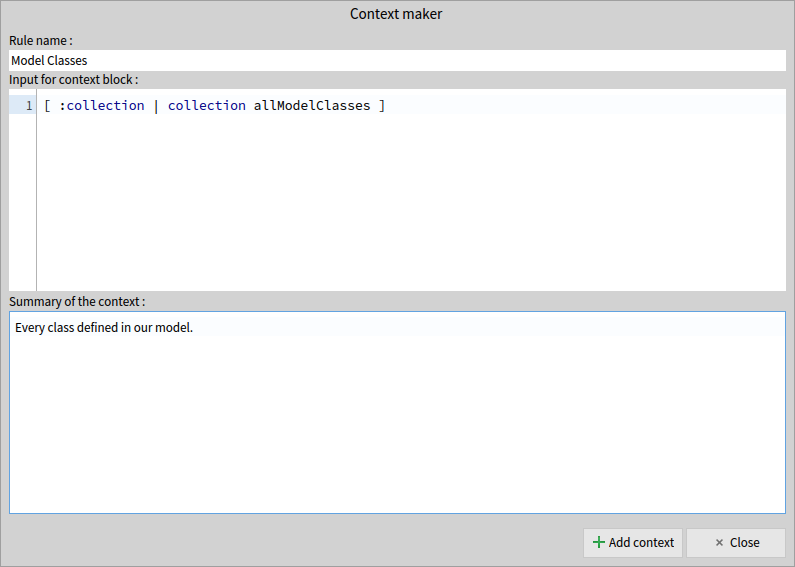 Context maker
Rule name :
Model Classes
Input for context block :
1 [ :collection | collection allModelClasses ]
Summary of the context :
Every class defined in our model.
Add context
× Close